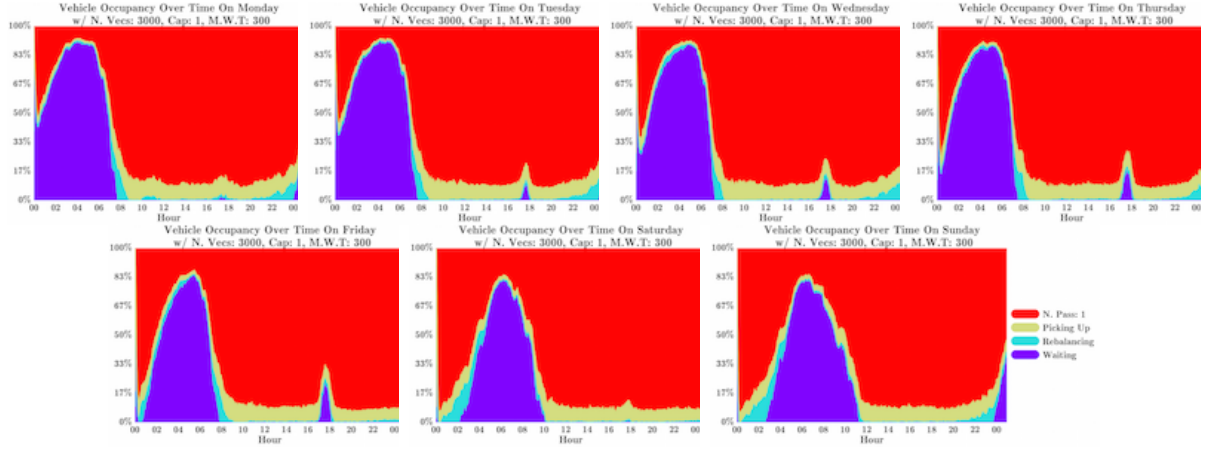 Vehicle Occupancy Over Time On Monday
w/ N. Vecs: 3000, Cap: 1, M.W.T: 300
100%
83%
67%
50%
33%
17%
0%
00 02 04 06 08 10 12 14 16 18 20 22 00
Hour
Vehicle Occupancy Over Time On Tuesday
w/ N. Vecs: 3000, Cap: 1, M.W.T: 300
100%
83%
67%
50%
33%
17%
0%
00 02 04 06 08 10 12 14 16 18 20 22 00
Hour
Vehicle Occupancy Over Time On Wednesday
w/ N. Vecs: 3000, Cap: 1, M.W.T: 300
100%
83%
67%
50%
33%
17%
0%
00 02 04 06 08 10 12 14 16 18 20 22 00
Hour
Vehicle Occupancy Over Time On Thursday
w/ N. Vecs: 3000, Cap: 1, M.W.T: 300
100%
83%
67%
50%
33%
17%
0%
00 02 04 06 08 10 12 14 16 18 20 22 00
Hour
Vehicle Occupancy Over Time On Friday
w/ N. Vecs: 3000, Cap: 1, M.W.T: 300
100%
83%
67%
50%
33%
17%
0%
00 02 04 06 08 10 12 14 16 18 20 22 00
Hour
Vehicle Occupancy Over Time On Saturday
w/ N. Vecs: 3000, Cap: 1, M.W.T: 300
100%
83%
67%
50%
33%
17%
0%
00 02 04 06 08 10 12 14 16 18 20 22 00
Hour
Vehicle Occupancy Over Time On Sunday
w/ N. Vecs: 3000, Cap: 1, M.W.T: 300
100%
83%
67%
50%
33%
17%
0%
00 02 04 06 08 10 12 14 16 18 20 22 00
Hour
N. Pass: 1
Picking Up
Rebalancing
Waiting